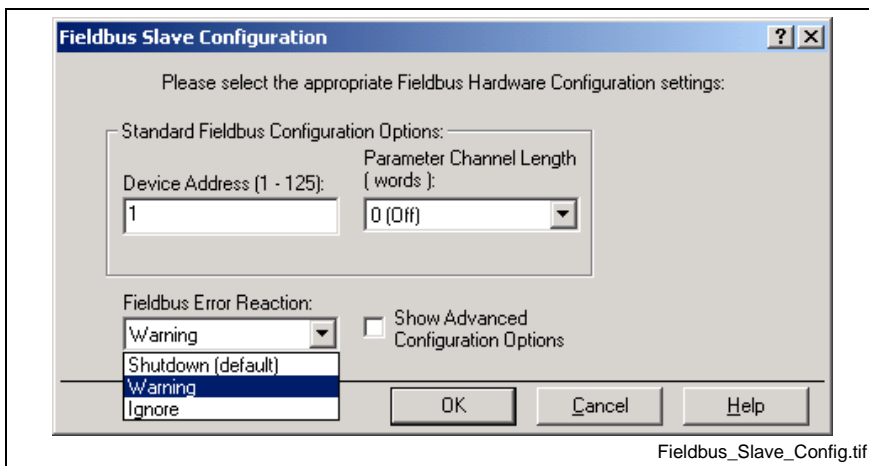 Fieldbus Slave Configuration
Please select the appropriate Fieldbus Hardware Configuration settings:
Standard Fieldbus Configuration Options:
Device Address (1 - 125):
1
Parameter Channel Length
( words ):
0 (Off)
Fieldbus Error Reaction:
Warning
Shutdown (default)
Warning
Ignore
Show Advanced
Configuration Options
OK
Cancel
Help
Fieldbus_Slave_Config.tif